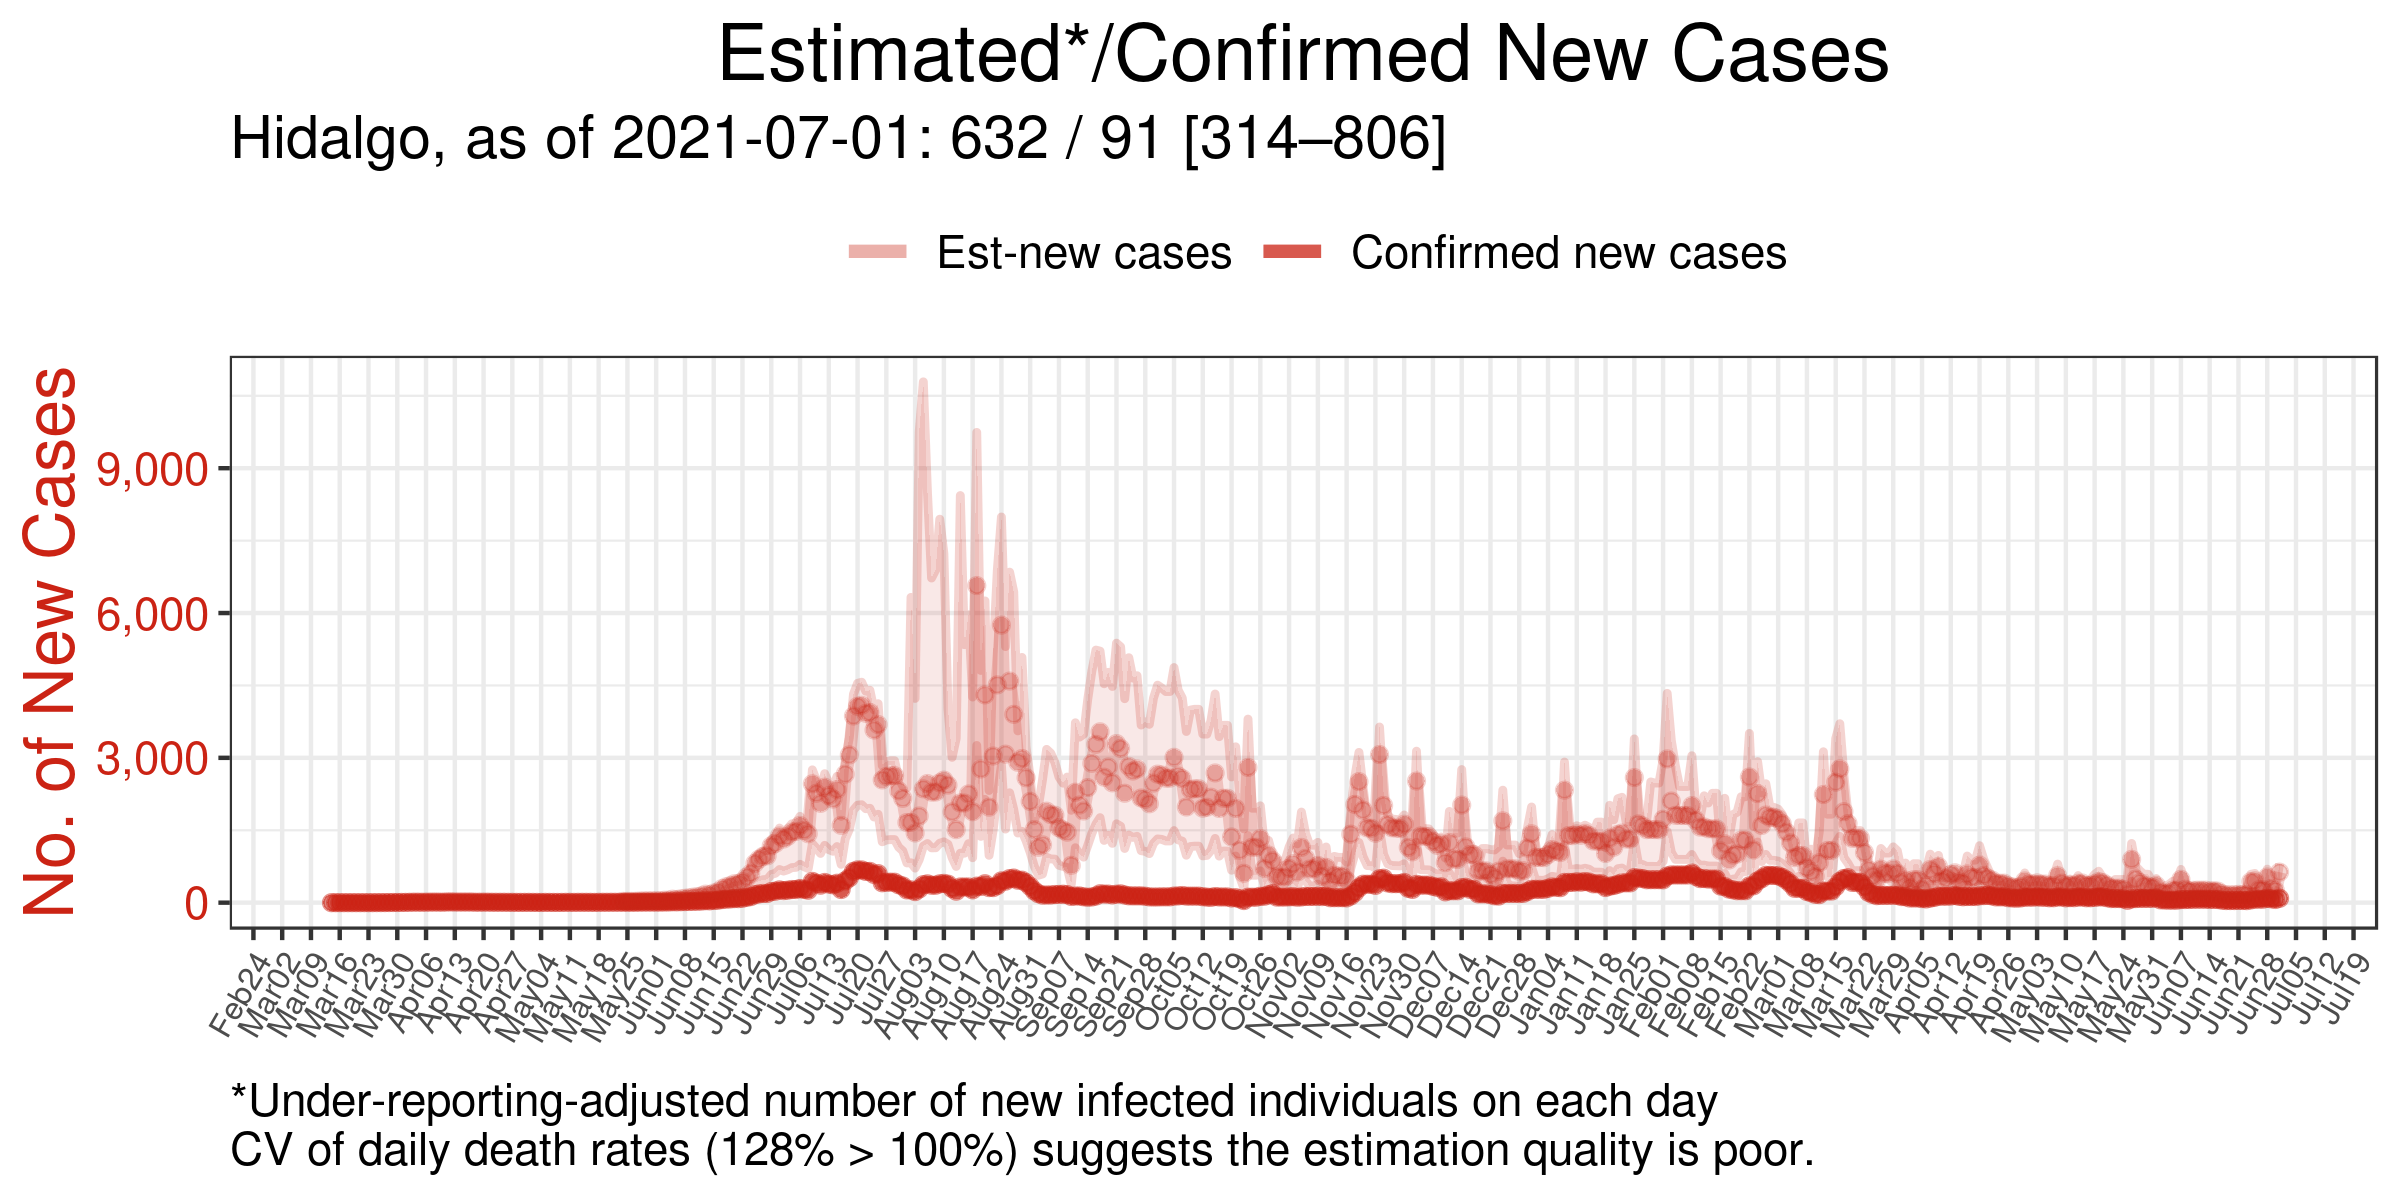 Estimated*/Confirmed New Cases
Hidalgo, as of 2021-07-01: 632 / 91 [314–806]
Est-new cases
Confirmed new cases
No. of New Cases
9,000
6,000
3,000
0
Feb24
Mar02
Mar09
Mar16
Mar23
Mar30
Apr06
Apr13
Apr20
Apr27
May04
May11
May18
May25
Jun01
Jun08
Jun15
Jun22
Jun29
Jul06
Jul13
Jul20
Jul27
Aug03
Aug10
Aug17
Aug24
Aug31
Sep07
Sep14
Sep21
Sep28
Oct05
Oct12
Oct19
Oct26
Nov02
Nov09
Nov16
Nov23
Nov30
Dec07
Dec14
Dec21
Dec28
Jan04
Jan11
Jan18
Jan25
Feb01
Feb08
Feb15
Feb22
Mar01
Mar08
Mar15
Mar22
Mar29
Apr05
Apr12
Apr19
Apr26
May03
May10
May17
May24
May31
Jun07
Jun14
Jun21
Jun28
Jul05
Jul12
Jul19
*Under-reporting-adjusted number of new infected individuals on each day
CV of daily death rates (128% > 100%) suggests the estimation quality is poor.